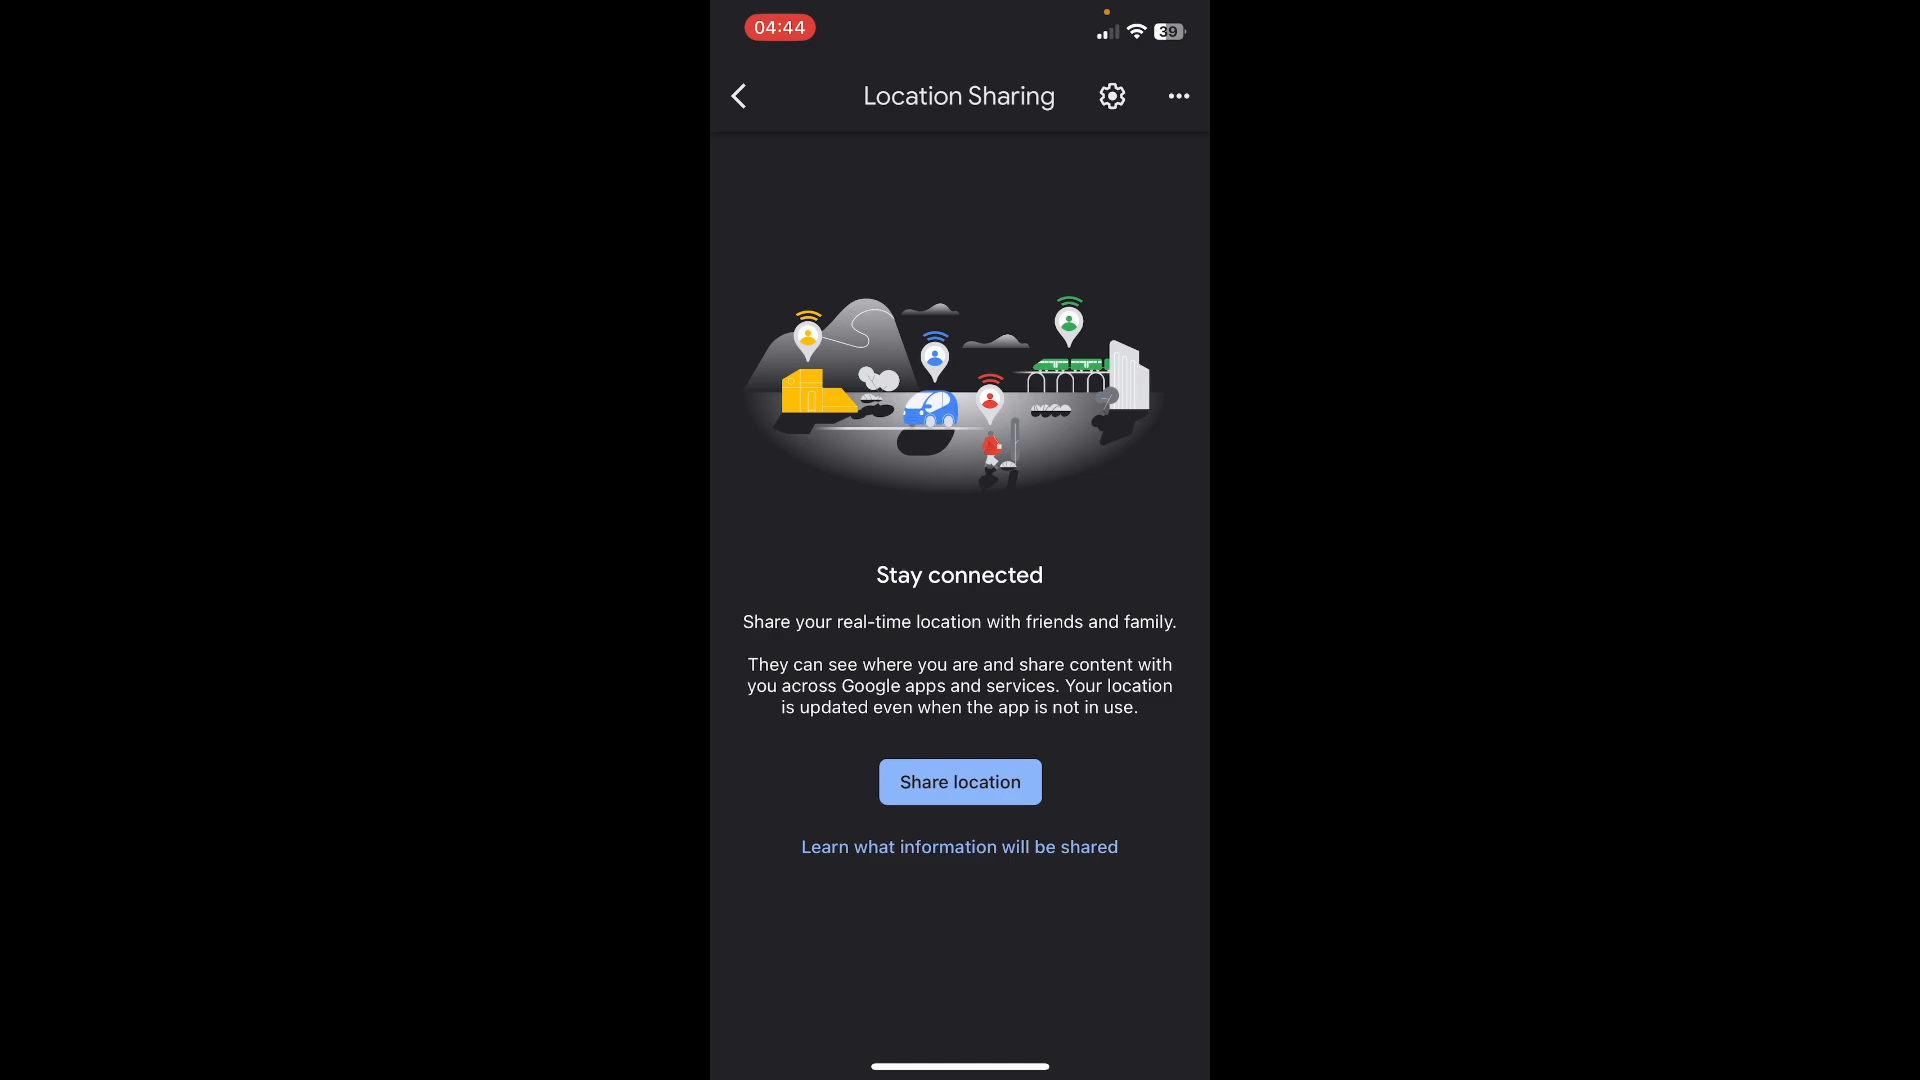 04:44
39
Location Sharing
Stay connected
Share your real-time location with friends and family.
They can see where you are and share content with
you across Google apps and services. Your location
is updated even when the app is not in use.
Share location
Learn what information will be shared